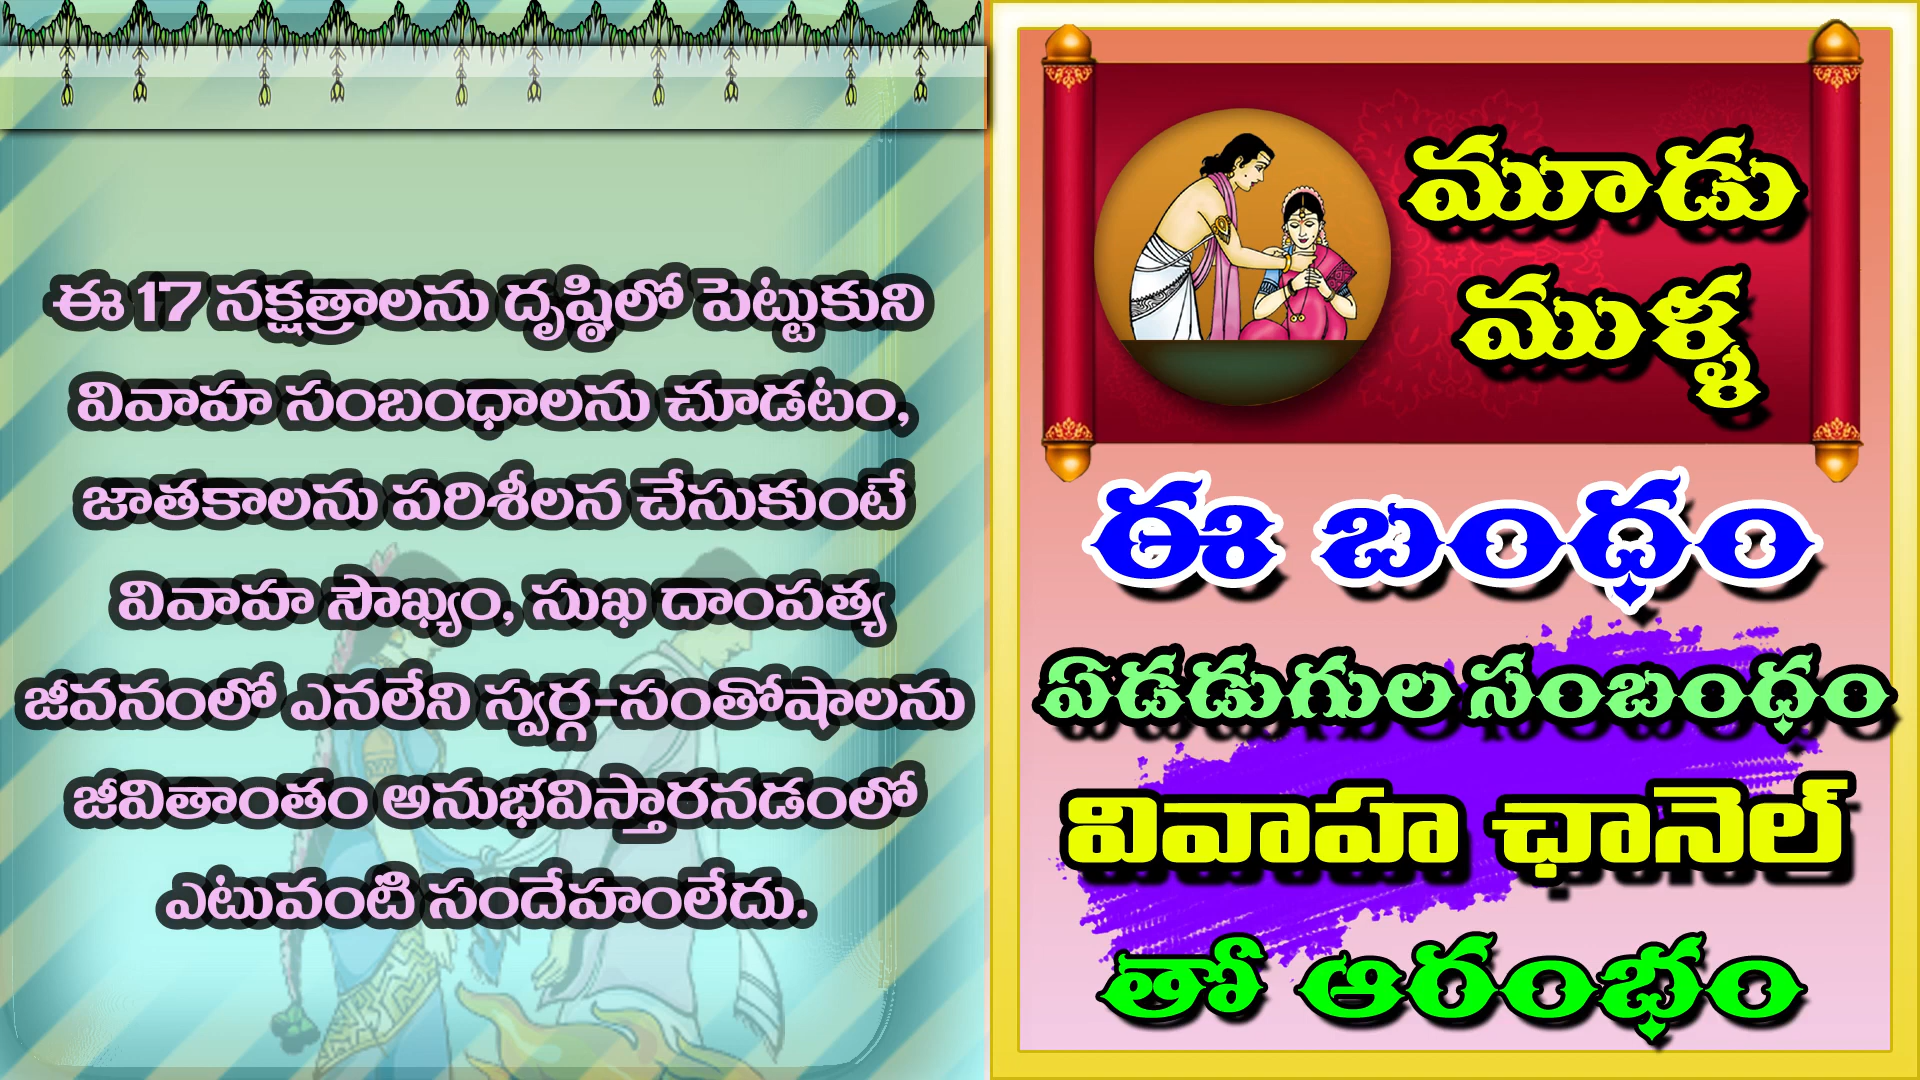 ఈ 17 నక్షత్రాలను దృష్ఠిలో పెట్టుకుని
వివాహ సంబంధాలను చూడటం,
జాతకాలను పరిశీలన చేసుకుంటే
వివాహ సౌఖ్యం, సుఖ దాంపత్య
జీవనంలో ఎనలేని స్వర్గ-సంతోషాలను
జీవితాంతం అనుభవిస్తారనడంలో
ఎటువంటి సందేహంలేదు.
మూడు
ముళ్ళ
ఈ బంధం
ఏడడుగుల సంబంధం
వివాహ ఛానెల్
తో ఆరంభం